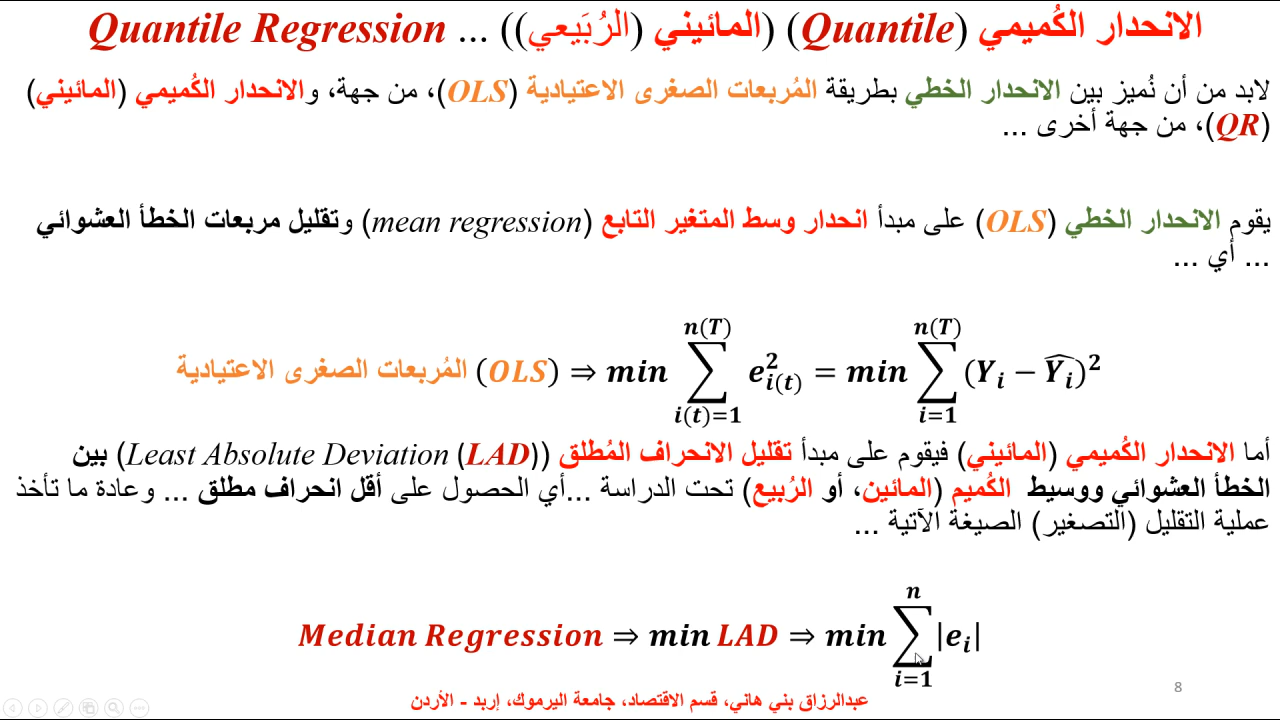 الانحدار الكُميمي (Quantile) (المائيني (الرُبَيعي)) ... Quantile Regression
لابد من أن نُميز بين الانحدار الخطي بطريقة المُربعات الصغرى الاعتيادية (OLS)، من جهة، والانحدار الكُميمي (المائيني)
(QR)، من جهة أخرى ...
يقوم الانحدار الخطي (OLS) على مبدأ انحدار وسط المتغير التابع (mean regression) وتقليل مربعات الخطأ العشوائي
... أي ...
المُربعات الصغرى الاعتيادية (OLS) ⇒ min ∑_{i(t)=1}^{n(T)} e²_{i(t)} = min ∑_{i=1}^{n(T)} (Y_i − Ŷ_i)²
أما الانحدار الكُميمي (المائيني) فيقوم على مبدأ تقليل الانحراف المُطلق (Least Absolute Deviation (LAD)) بين
الخطأ العشوائي ووسيط الكُميم (المائين، أو الرُبيع) تحت الدراسة ...أي الحصول على أقل انحراف مطلق ... وعادة ما تأخذ
عملية التقليل (التصغير) الصيغة الآتية ...
Median Regression ⇒ min LAD ⇒ min ∑_{i=1}^{n} |e_i|
8
عبدالرزاق بني هاني، قسم الاقتصاد، جامعة اليرموك، إربد - الأردن